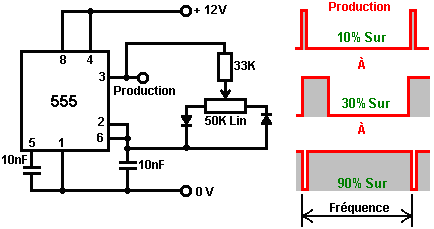 + 12V
8 4
3
Production
33K
555
2
6
50K Lin
5 1
10nF
10nF
0 V
Production
10% Sur
À
30% Sur
À
90% Sur
Fréquence